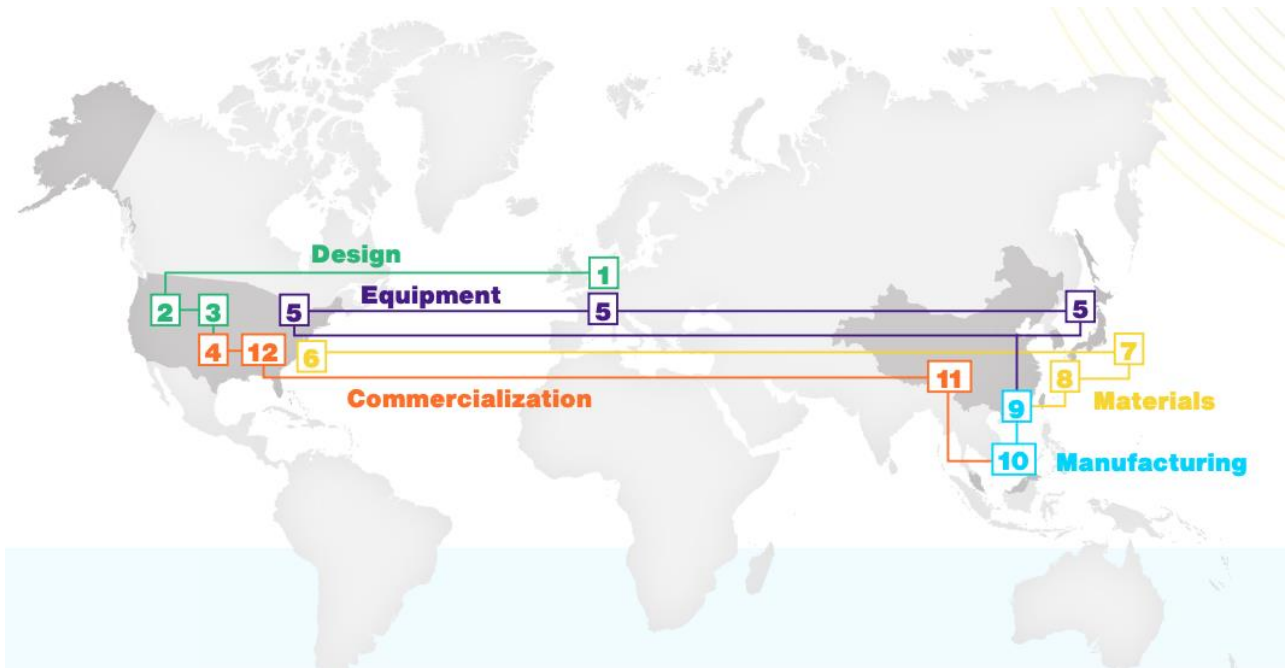 Design
1
2
3
Equipment
5
5
5
4
12
6
7
11
8
Commercialization
9
Materials
10
Manufacturing